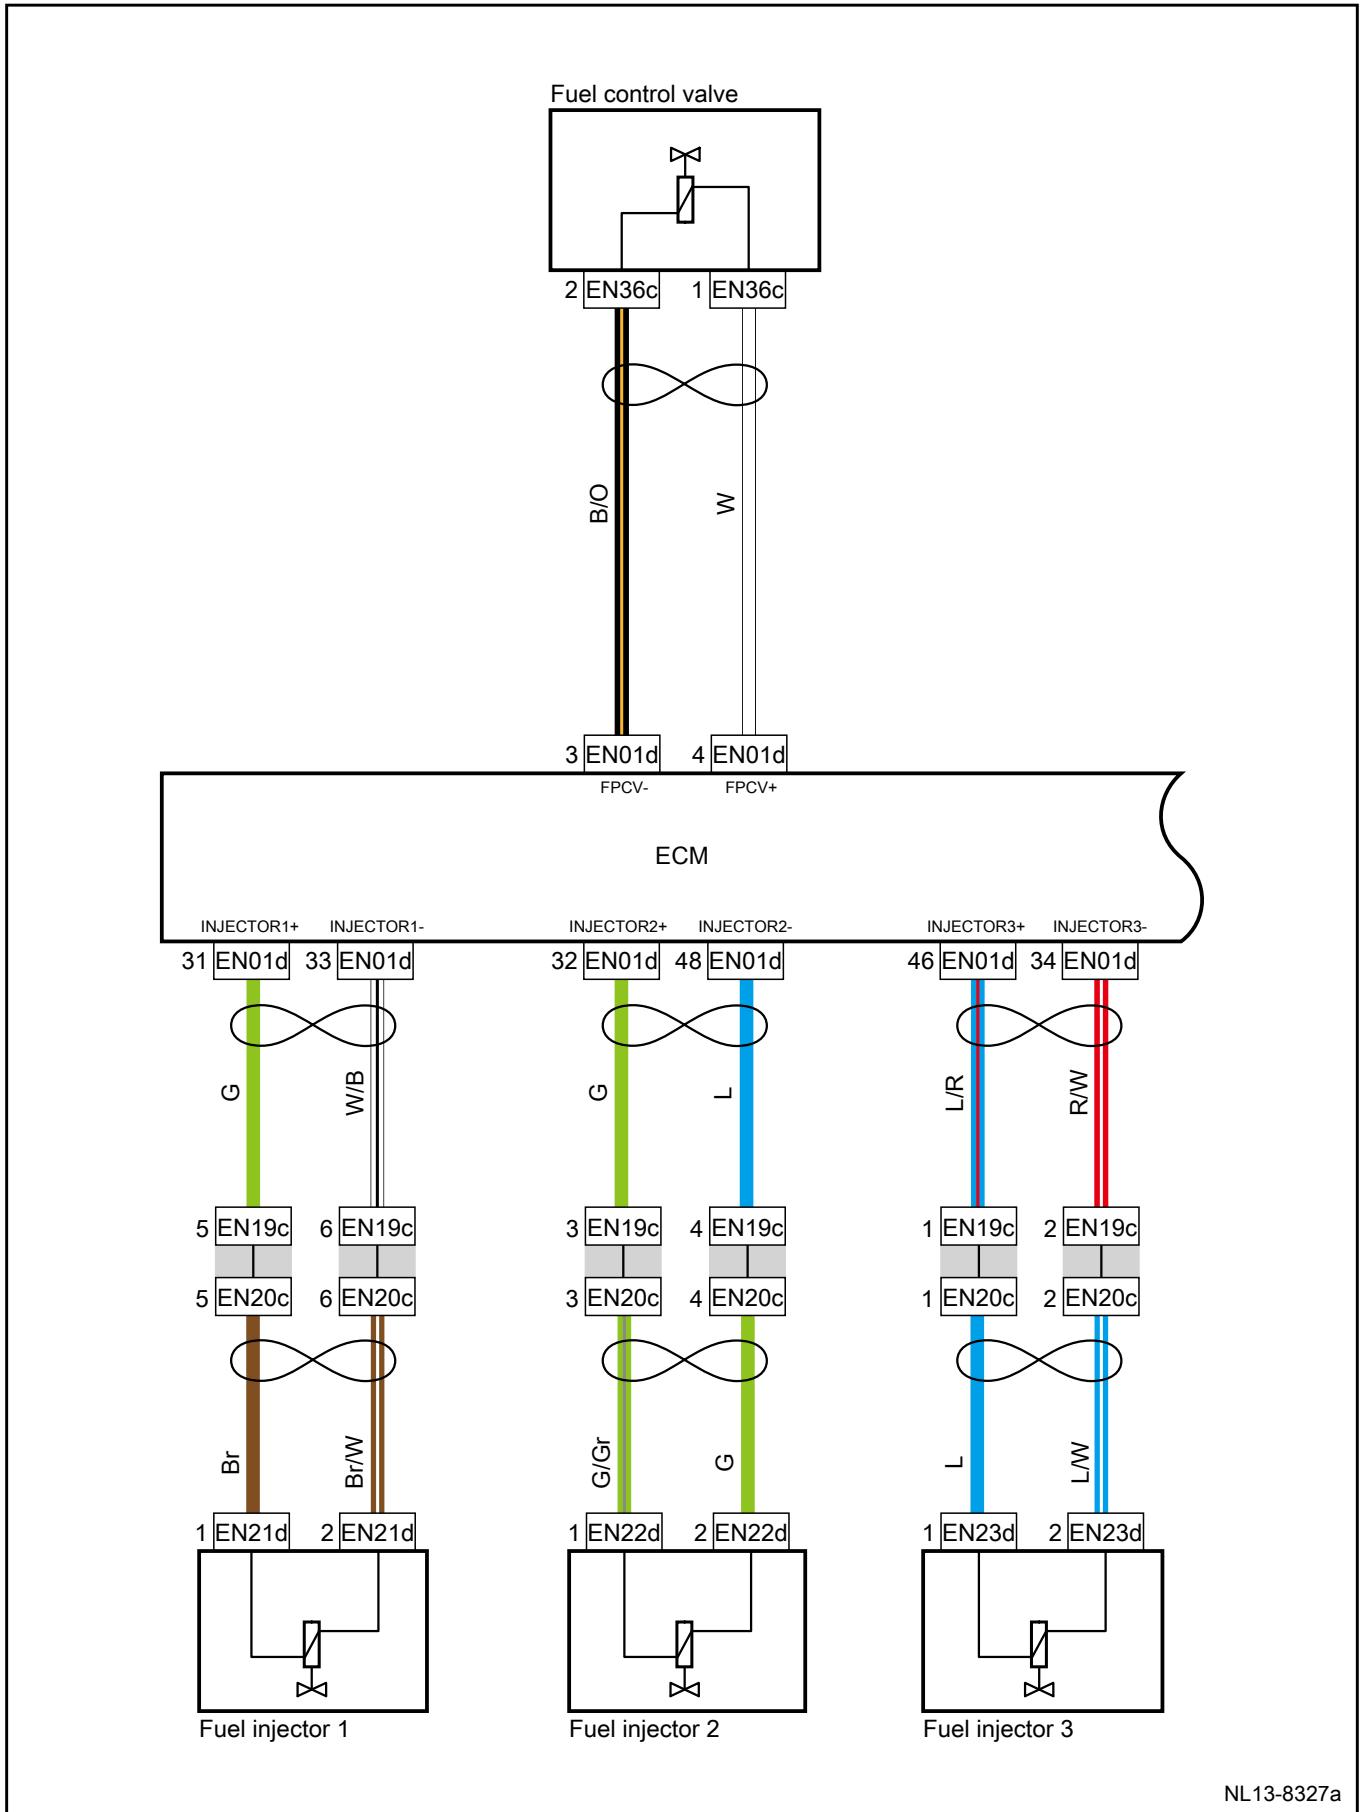 Fuel control valve
2 EN36c 1 EN36c
B/O W
3 EN01d 4 EN01d
FPCV- FPCV+
ECM
INJECTOR1+ INJECTOR1- INJECTOR2+ INJECTOR2- INJECTOR3+ INJECTOR3-
31 EN01d 33 EN01d 32 EN01d 48 EN01d 46 EN01d 34 EN01d
G W/B G L L/R R/W
5 EN19c 6 EN19c 3 EN19c 4 EN19c 1 EN19c 2 EN19c
5 EN20c 6 EN20c 3 EN20c 4 EN20c 1 EN20c 2 EN20c
Br Br/W G/Gr G L L/W
1 EN21d 2 EN21d 1 EN22d 2 EN22d 1 EN23d 2 EN23d
Fuel injector 1 Fuel injector 2 Fuel injector 3
NL13-8327a